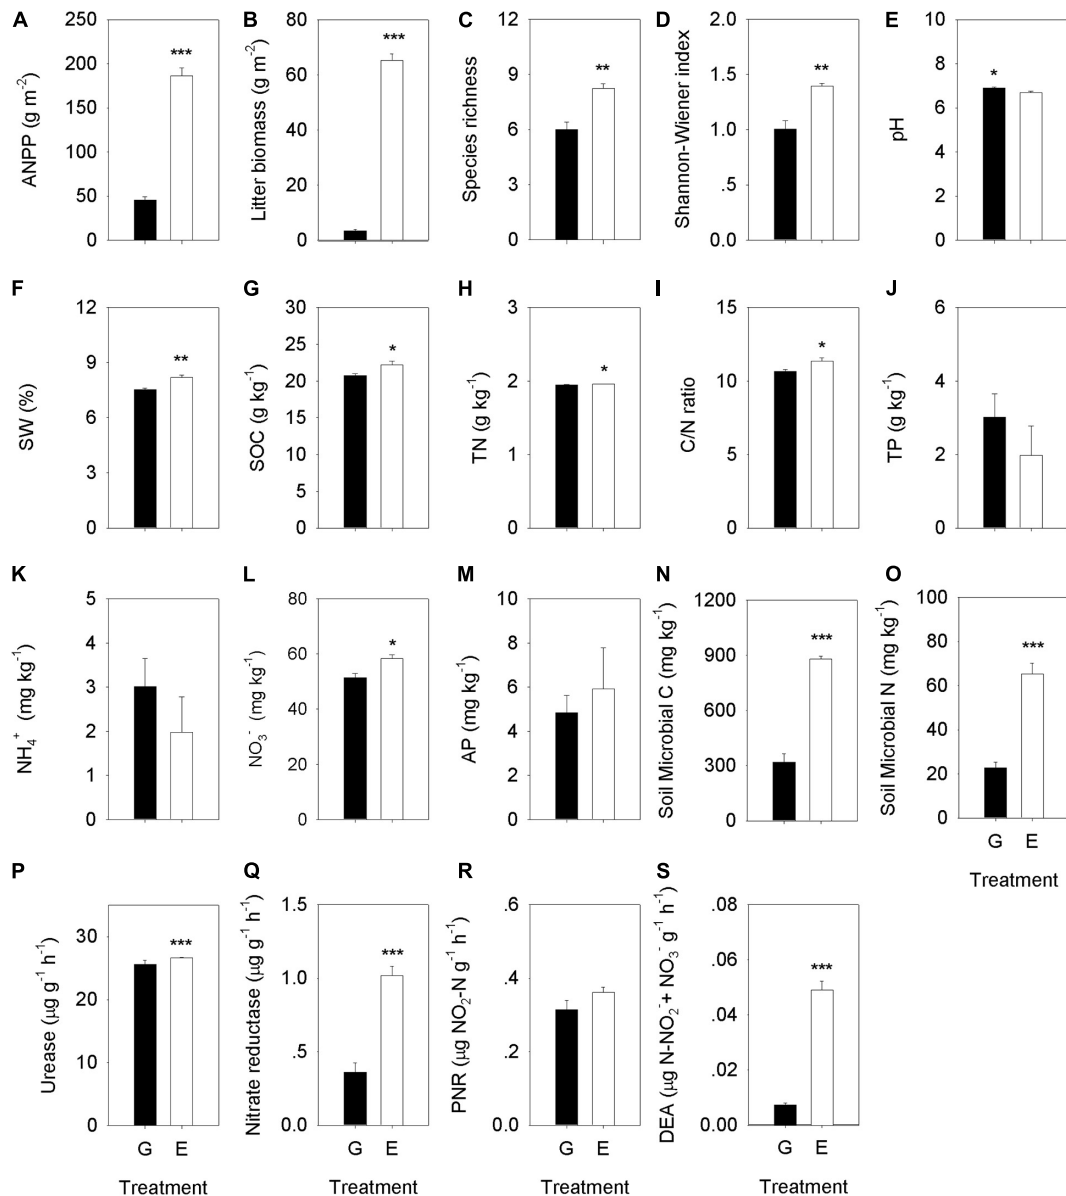 A
ANPP (g m-2)
250
200
150
100
50
0
***
B
Litter biomass (g m-2)
80
60
40
20
0
***
C
Species richness
12
9
6
3
0
**
D
Shannon-Wiener index
2.0
1.5
1.0
.5
0.0
**
E
pH
10
8
6
4
2
0
*
F
SW (%)
12
9
6
3
0
**
G
SOC (g kg-1)
30
25
20
15
10
5
0
*
H
TN (g kg-1)
3
2
1
0
*
I
C/N ratio
15
10
5
0
*
J
TP (g kg-1)
6
4
2
0
K
NH4+ (mg kg-1)
5
4
3
2
1
0
L
NO3- (mg kg-1)
80
60
40
20
0
*
M
AP (mg kg-1)
10
8
6
4
2
0
N
Soil Microbial C (mg kg-1)
1200
900
600
300
0
***
O
Soil Microbial N (mg kg-1)
100
80
60
40
20
0
***
G E
Treatment
P
Urease (μg g-1 h-1)
30
20
10
0
***
G E
Treatment
Q
Nitrate reductase (μg g-1 h-1)
1.5
1.0
.5
0.0
***
G E
Treatment
R
PNR (μg NO2-N g-1 h-1)
.6
.4
.2
0.0
G E
Treatment
S
DEA (μg N-NO2-+ NO3- g-1 h-1)
.08
.06
.04
.02
0.00
***
G E
Treatment